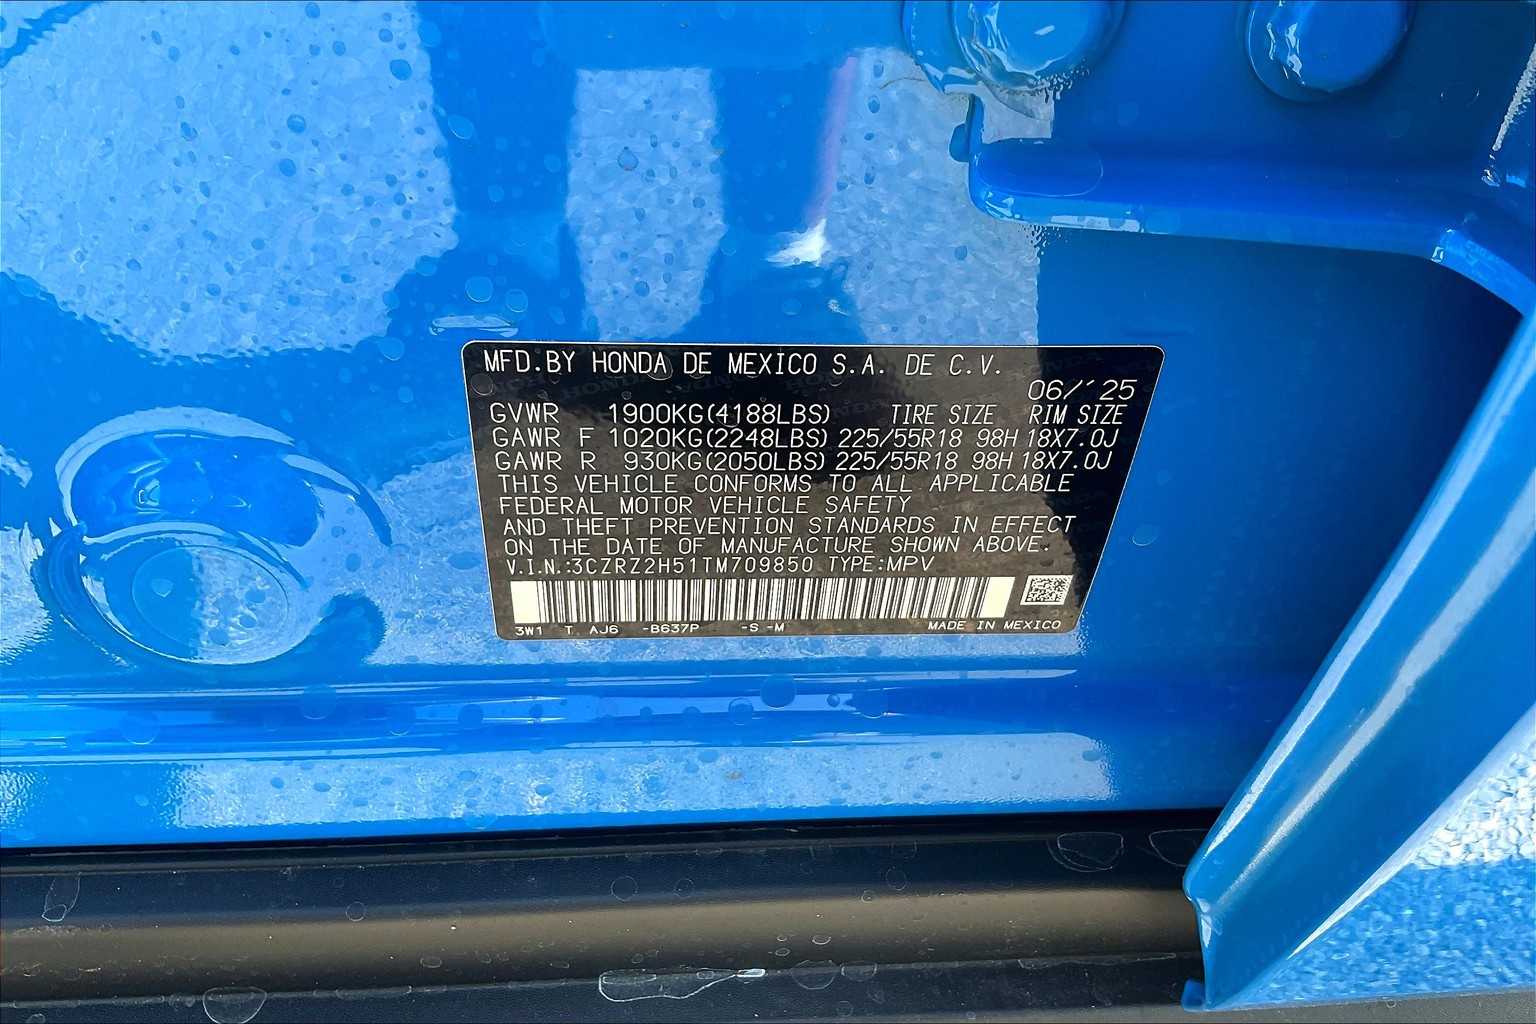 MFD.BY HONDA DE MEXICO S.A. DE C.V.
06/'25
GVWR 1900KG(4188LBS) TIRE SIZE RIM SIZE
GAWR F 1020KG(2248LBS) 225/55R18 98H 18X7.0J
GAWR R 930KG(2050LBS) 225/55R18 98H 18X7.0J
THIS VEHICLE CONFORMS TO ALL APPLICABLE
FEDERAL MOTOR VEHICLE SAFETY
AND THEFT PREVENTION STANDARDS IN EFFECT
ON THE DATE OF MANUFACTURE SHOWN ABOVE.
V.I.N.:3CZRZ2H51TM709850 TYPE:MPV
3W1 T AJ6 -B637P -S -M MADE IN MEXICO